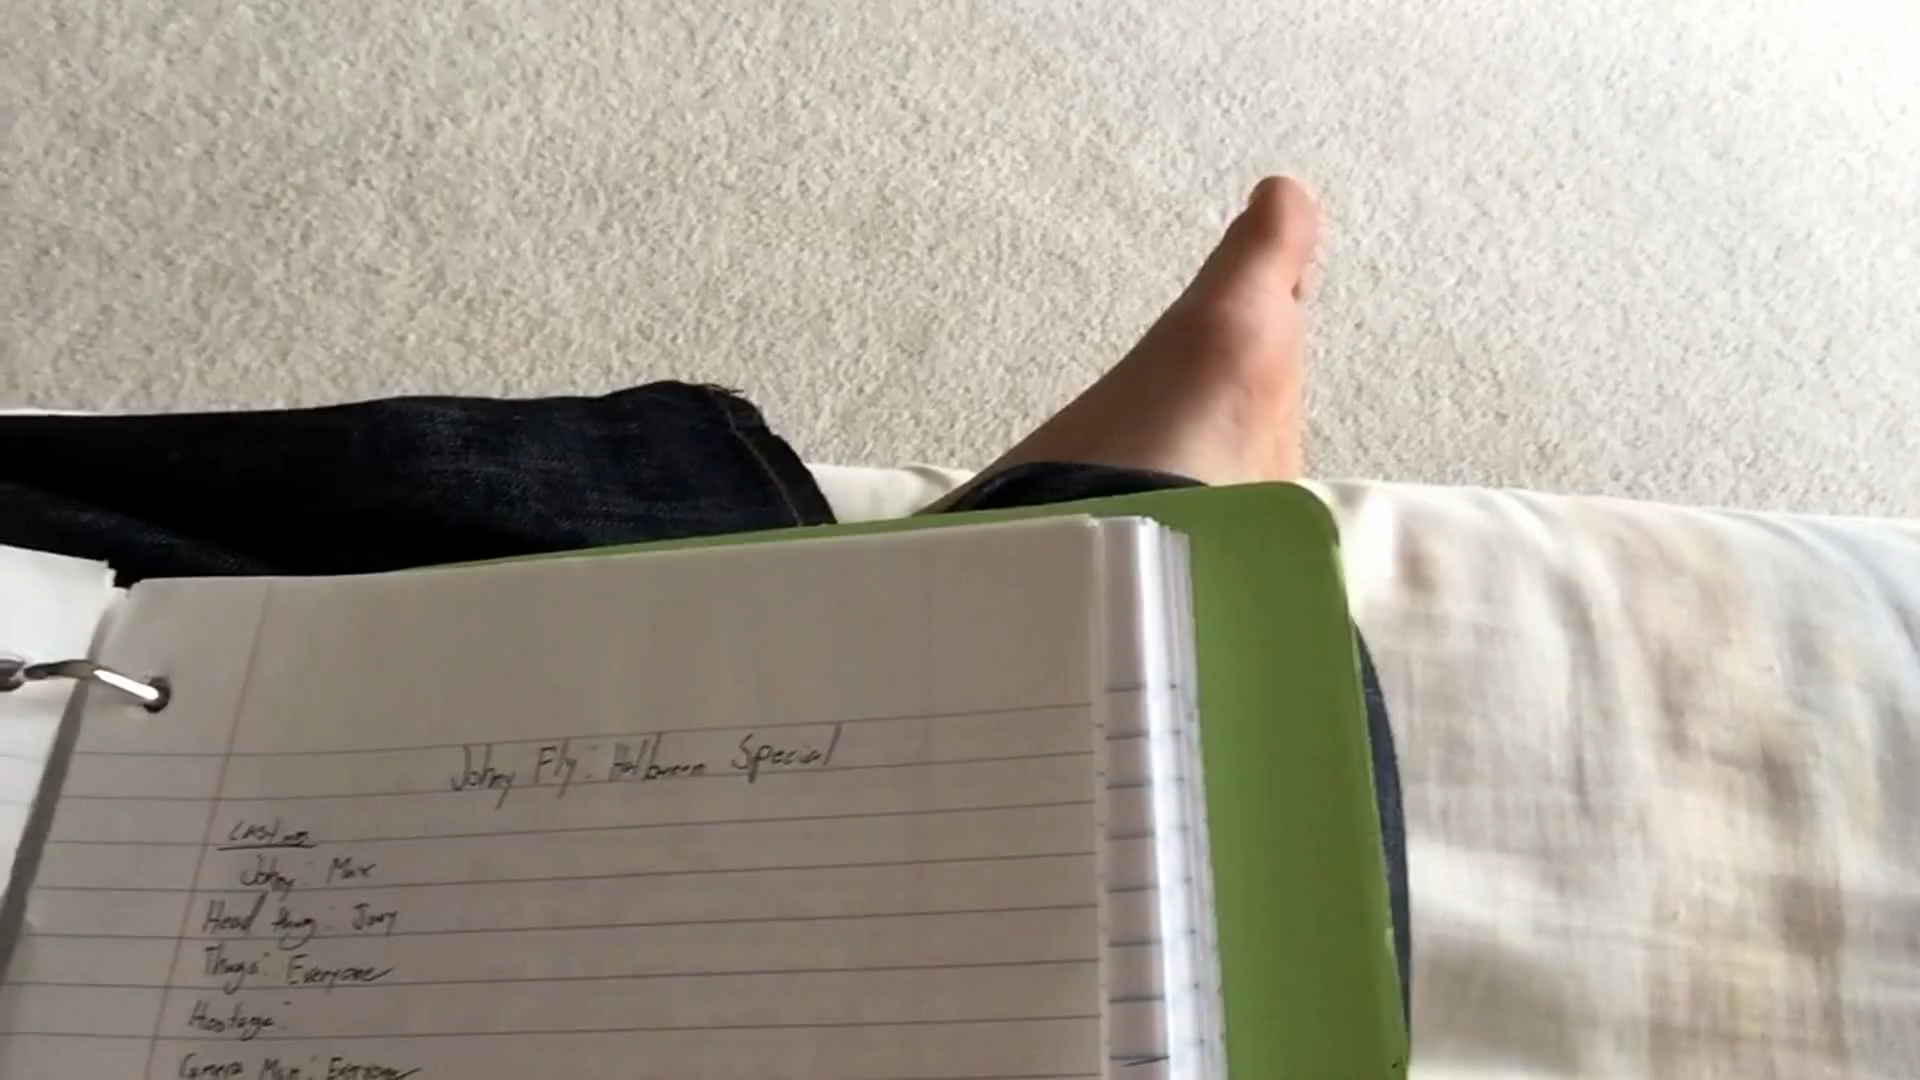 Johny Fly: Halloween Special
Casting
Johny: Max
Head thug: Joey
Thugs: Everyone
Hostage:
Camera Man: Everyone